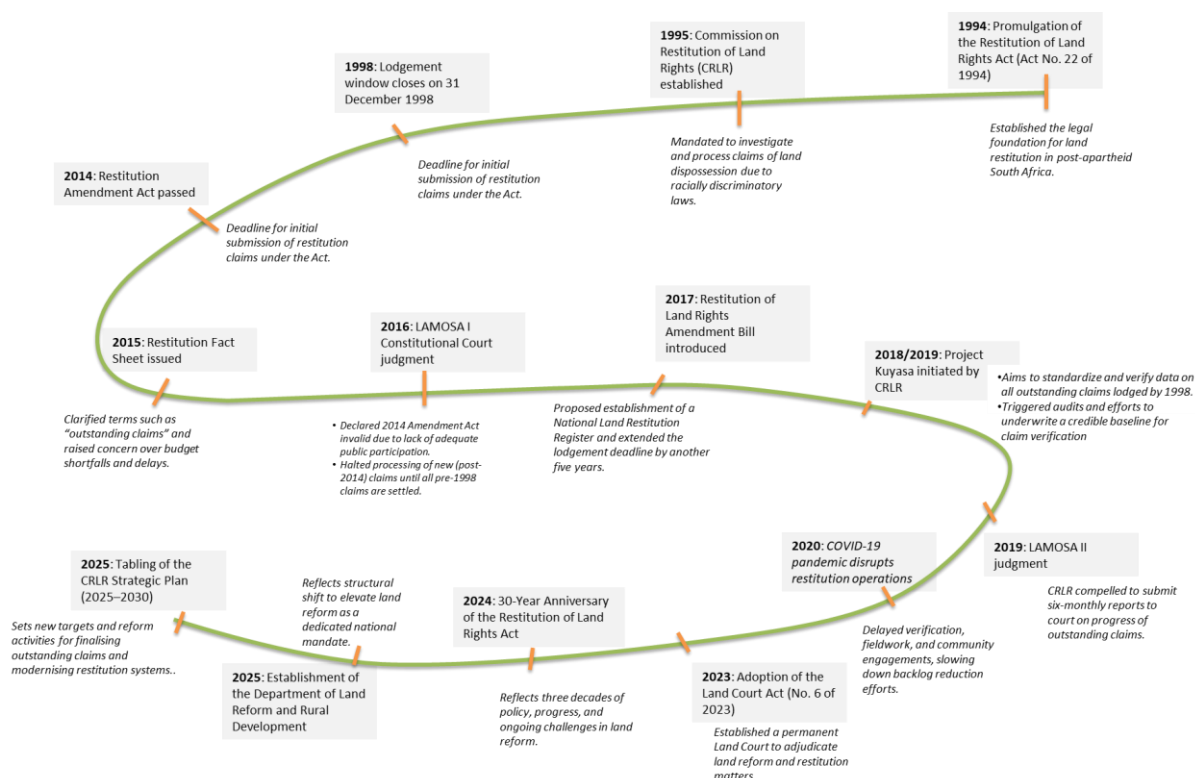 1994: Promulgation of
the Restitution of Land
Rights Act (Act No. 22 of
1994)
Established the legal
foundation for land
restitution in post-apartheid
South Africa.
1995: Commission on
Restitution of Land
Rights (CRLR)
established
Mandated to investigate
and process claims of land
dispossession due to
racially discriminatory
laws.
1998: Lodgement
window closes on 31
December 1998
Deadline for initial
submission of restitution
claims under the Act.
2014: Restitution
Amendment Act passed
Deadline for initial
submission of restitution
claims under the Act.
2015: Restitution Fact
Sheet issued
Clarified terms such as
“outstanding claims” and
raised concern over budget
shortfalls and delays.
2016: LAMOSA I
Constitutional Court
judgment
• Declared 2014 Amendment Act
invalid due to lack of adequate
public participation.
• Halted processing of new (post-
2014) claims until all pre-1998
claims are settled.
2017: Restitution of
Land Rights
Amendment Bill
introduced
Proposed establishment of a
National Land Restitution
Register and extended the
lodgement deadline by another
five years.
2018/2019: Project
Kuyasa initiated by
CRLR
•Aims to standardize and verify data on
all outstanding claims lodged by 1998.
•Triggered audits and efforts to
underwrite a credible baseline for
claim verification
2019: LAMOSA II
judgment
CRLR compelled to submit
six-monthly reports to
court on progress of
outstanding claims.
2020: COVID-19
pandemic disrupts
restitution operations
Delayed verification,
fieldwork, and community
engagements, slowing
down backlog reduction
efforts.
2023: Adoption of the
Land Court Act (No. 6 of
2023)
Established a permanent
Land Court to adjudicate
land reform and restitution
matters
2024: 30-Year Anniversary
of the Restitution of Land
Rights Act
Reflects three decades of
policy, progress, and
ongoing challenges in land
reform.
2025: Establishment of
the Department of Land
Reform and Rural
Development
Reflects structural
shift to elevate land
reform as a
dedicated national
mandate.
2025: Tabling of the
CRLR Strategic Plan
(2025–2030)
Sets new targets and reform
activities for finalising
outstanding claims and
modernising restitution systems..